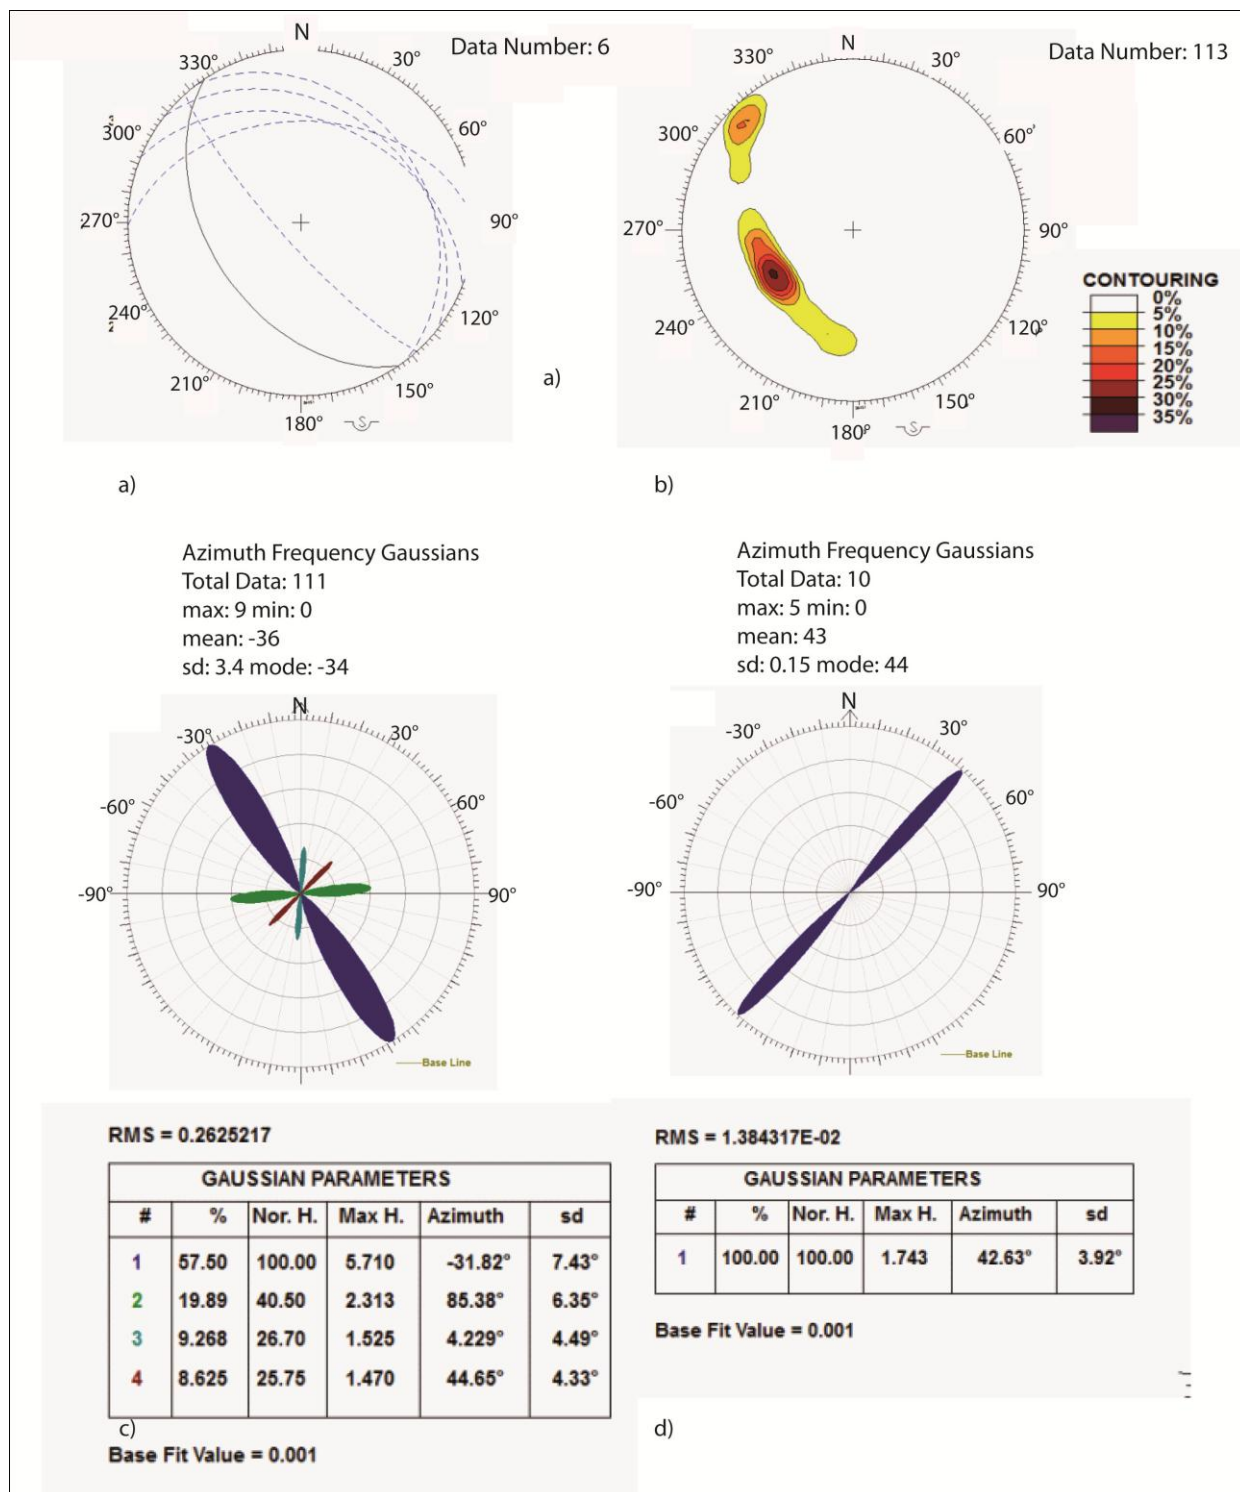 N
Data Number: 6
330°
30°
300°
60°
270°
90°
240°
120°
210°
150°
180°
S
a)
N
Data Number: 113
330°
30°
300°
60°
270°
90°
240°
120°
210°
150°
180°
S
a)
CONTOURING
0%
5%
10%
15%
20%
25%
30%
35%
b)
Azimuth Frequency Gaussians
Total Data: 111
max: 9 min: 0
mean: -36
sd: 3.4 mode: -34
N
-30°
30°
-60°
60°
-90°
90°
Base Line
Azimuth Frequency Gaussians
Total Data: 10
max: 5 min: 0
mean: 43
sd: 0.15 mode: 44
N
-30°
30°
-60°
60°
-90°
90°
Base Line
RMS = 0.2625217
GAUSSIAN PARAMETERS
# % Nor. H. Max H. Azimuth sd
1 57.50 100.00 5.710 -31.82° 7.43°
2 19.89 40.50 2.313 85.38° 6.35°
3 9.268 26.70 1.525 4.229° 4.49°
4 8.625 25.75 1.470 44.65° 4.33°
c)
Base Fit Value = 0.001
RMS = 1.384317E-02
GAUSSIAN PARAMETERS
# % Nor. H. Max H. Azimuth sd
1 100.00 100.00 1.743 42.63° 3.92°
Base Fit Value = 0.001
d)